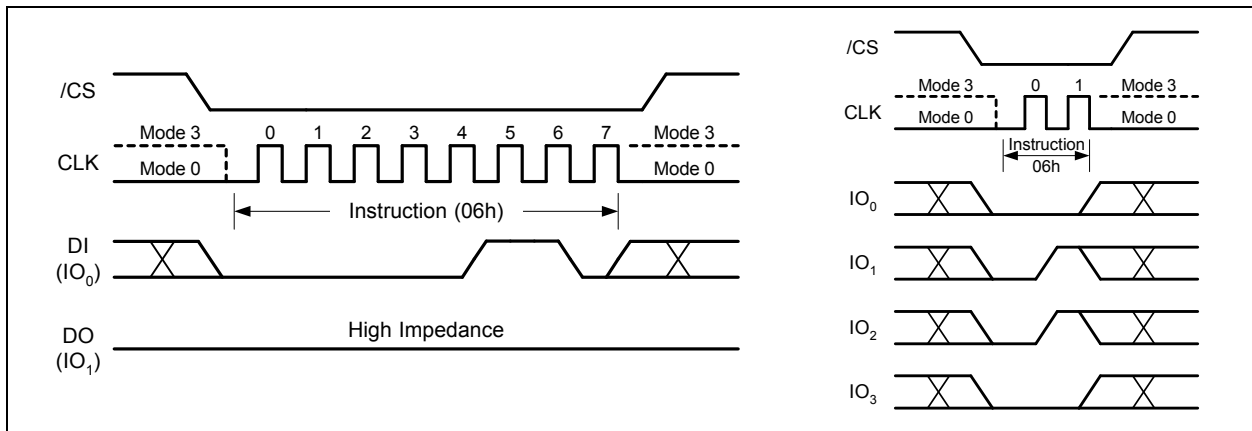 /CS
Mode 3 0 1 2 3 4 5 6 7 Mode 3
CLK Mode 0 Mode 0
Instruction (06h)
DI
(IO0)
High Impedance
DO
(IO1)
/CS
Mode 3 0 1 Mode 3
CLK Mode 0 Mode 0
Instruction
06h
IO0
IO1
IO2
IO3